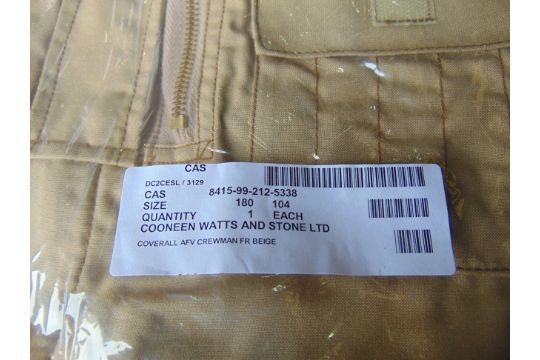 CAS
DC2CESL / 3129
CAS 8415-99-212-5338
SIZE 180 104
QUANTITY 1 EACH
COONEEN WATTS AND STONE LTD
COVERALL AFV CREWMAN FR BEIGE
CAS